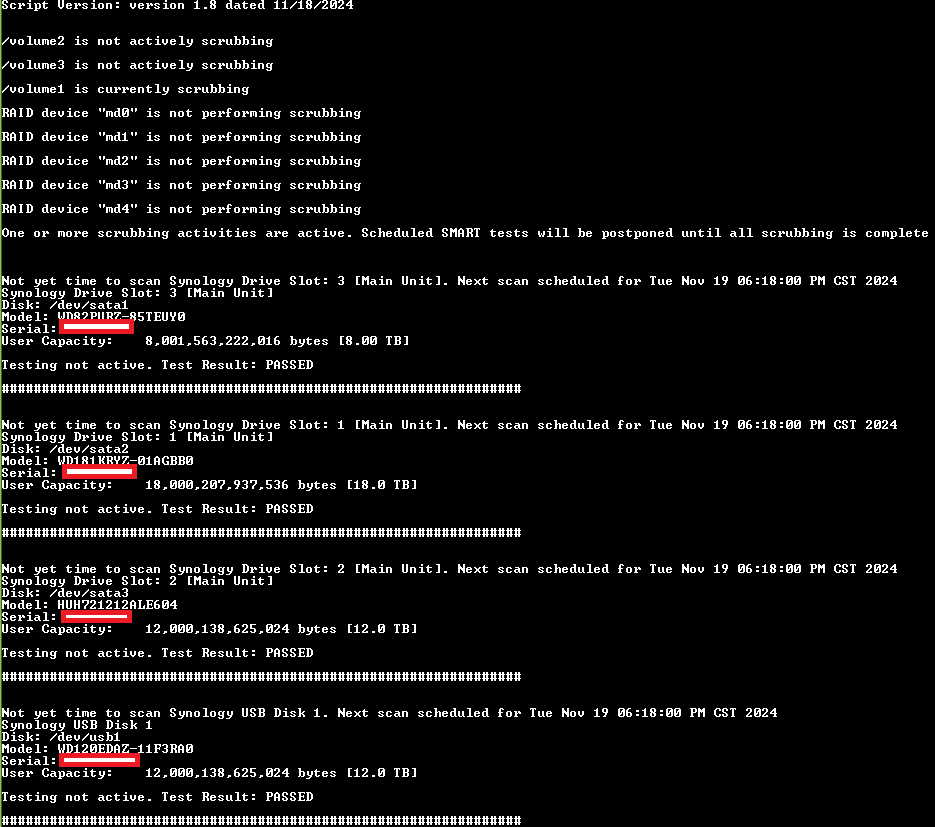 Script Version: version 1.8 dated 11/18/2024
/volume2 is not actively scrubbing
/volume3 is not actively scrubbing
/volume1 is currently scrubbing
RAID device "md0" is not performing scrubbing
RAID device "md1" is not performing scrubbing
RAID device "md2" is not performing scrubbing
RAID device "md3" is not performing scrubbing
RAID device "md4" is not performing scrubbing
One or more scrubbing activities are active. Scheduled SMART tests will be postponed until all scrubbing is complete
Not yet time to scan Synology Drive Slot: 3 [Main Unit]. Next scan scheduled for Tue Nov 19 06:18:00 PM CST 2024
Synology Drive Slot: 3 [Main Unit]
Disk: /dev/sata1
Model: WD82PURZ-85TEUY0
Serial:
User Capacity:    8,001,563,222,016 bytes [8.00 TB]
Testing not active. Test Result: PASSED
#################################################################
Not yet time to scan Synology Drive Slot: 1 [Main Unit]. Next scan scheduled for Tue Nov 19 06:18:00 PM CST 2024
Synology Drive Slot: 1 [Main Unit]
Disk: /dev/sata2
Model: WD181KRYZ-01AGBB0
Serial:
User Capacity:    18,000,207,937,536 bytes [18.0 TB]
Testing not active. Test Result: PASSED
#################################################################
Not yet time to scan Synology Drive Slot: 2 [Main Unit]. Next scan scheduled for Tue Nov 19 06:18:00 PM CST 2024
Synology Drive Slot: 2 [Main Unit]
Disk: /dev/sata3
Model: HUH721212ALE604
Serial:
User Capacity:    12,000,138,625,024 bytes [12.0 TB]
Testing not active. Test Result: PASSED
#################################################################
Not yet time to scan Synology USB Disk 1. Next scan scheduled for Tue Nov 19 06:18:00 PM CST 2024
Synology USB Disk 1
Disk: /dev/usb1
Model: WD120EDAZ-11F3RA0
Serial:
User Capacity:    12,000,138,625,024 bytes [12.0 TB]
Testing not active. Test Result: PASSED
#################################################################